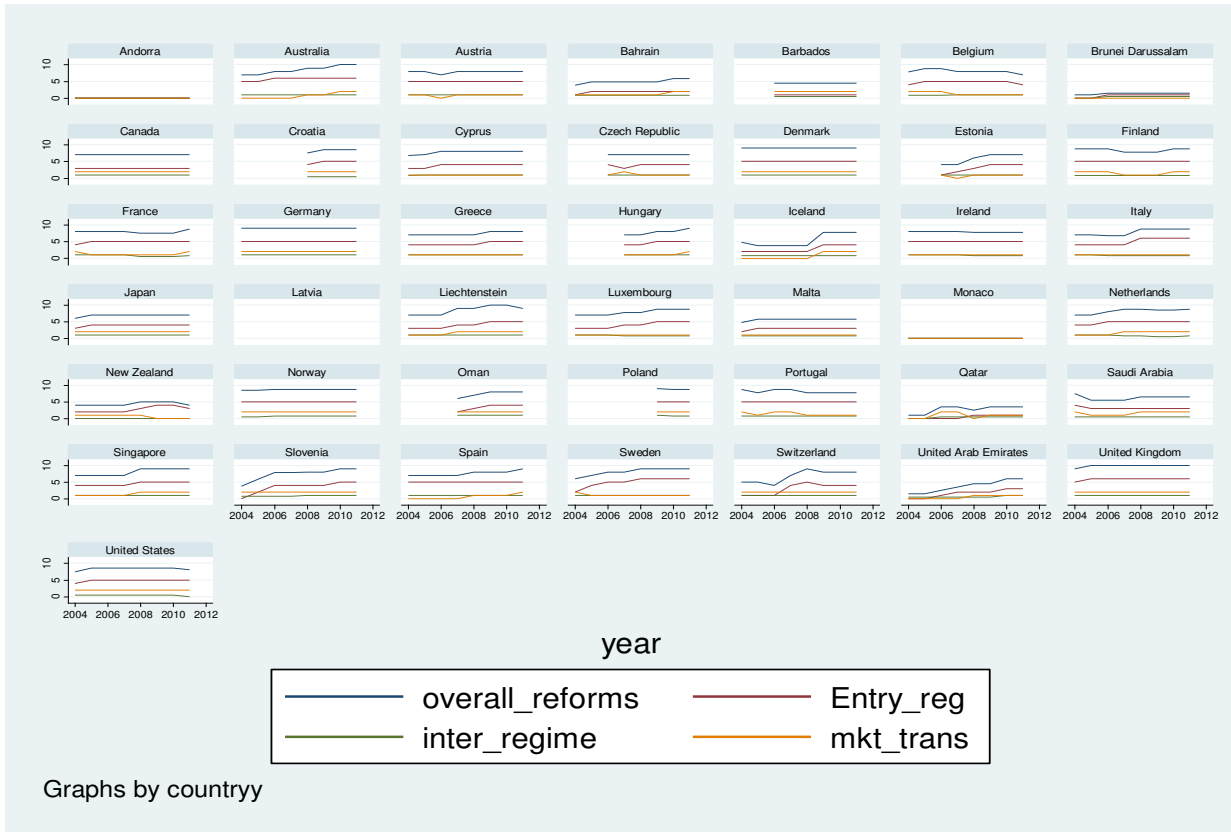 Andorra Australia Austria Bahrain Barbados Belgium Brunei Darussalam
0 5 10
Canada Croatia Cyprus Czech Republic Denmark Estonia Finland
0 5 10
France Germany Greece Hungary Iceland Ireland Italy
0 5 10
Japan Latvia Liechtenstein Luxembourg Malta Monaco Netherlands
0 5 10
New Zealand Norway Oman Poland Portugal Qatar Saudi Arabia
0 5 10
Singapore Slovenia Spain Sweden Switzerland United Arab Emirates United Kingdom
0 5 10
2004 2006 2008 2010 2012 2004 2006 2008 2010 2012 2004 2006 2008 2010 2012 2004 2006 2008 2010 2012 2004 2006 2008 2010 2012 2004 2006 2008 2010 2012
United States
0 5 10
2004 2006 2008 2010 2012
year
overall_reforms Entry_reg
inter_regime mkt_trans
Graphs by countryy